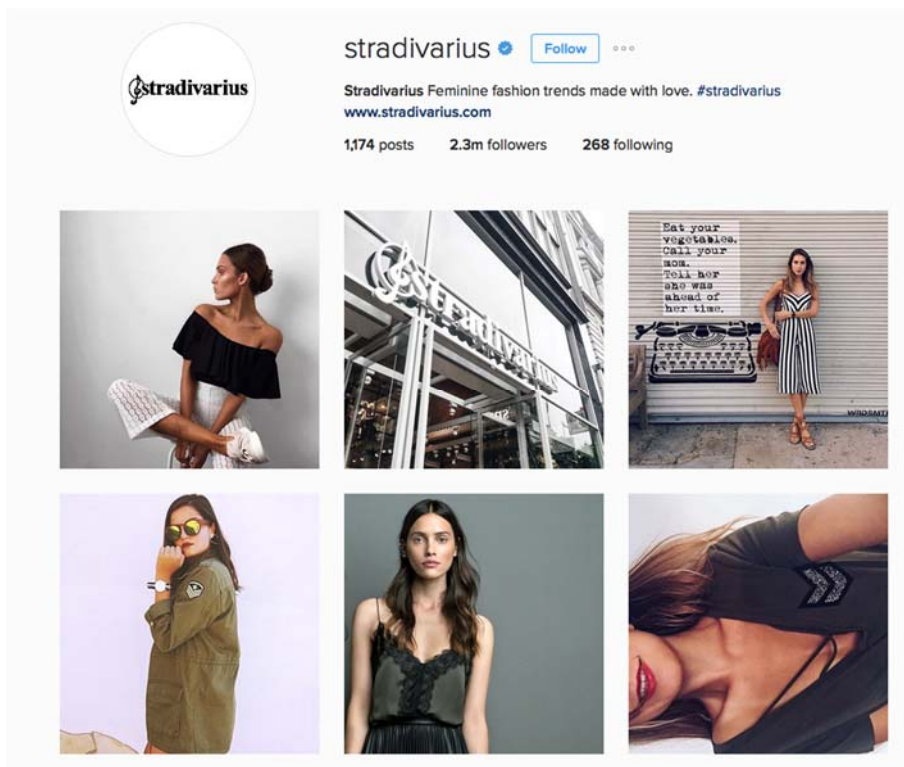 stradivarius
stradivarius Follow
Stradivarius Feminine fashion trends made with love. #stradivarius
www.stradivarius.com
1,174 posts 2.3m followers 268 following
stradivarius
Eat your
vegetables.
Call your
mom.
Tell her
she was
ahead of
her time.
WRDSMTH